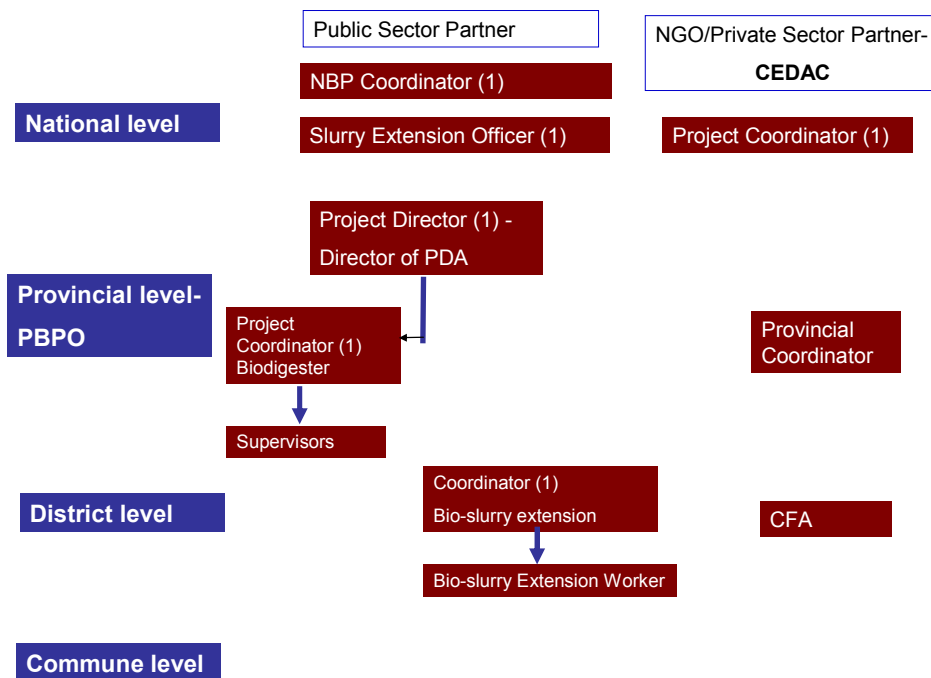 Public Sector Partner
NGO/Private Sector Partner-
CEDAC
NBP Coordinator (1)
National level
Slurry Extension Officer (1)
Project Coordinator (1)
Project Director (1) -
Director of PDA
Provincial level-
PBPO
Project
Coordinator (1)
Biodigester
Provincial
Coordinator
Supervisors
District level
Coordinator (1)
Bio-slurry extension
CFA
Bio-slurry Extension Worker
Commune level